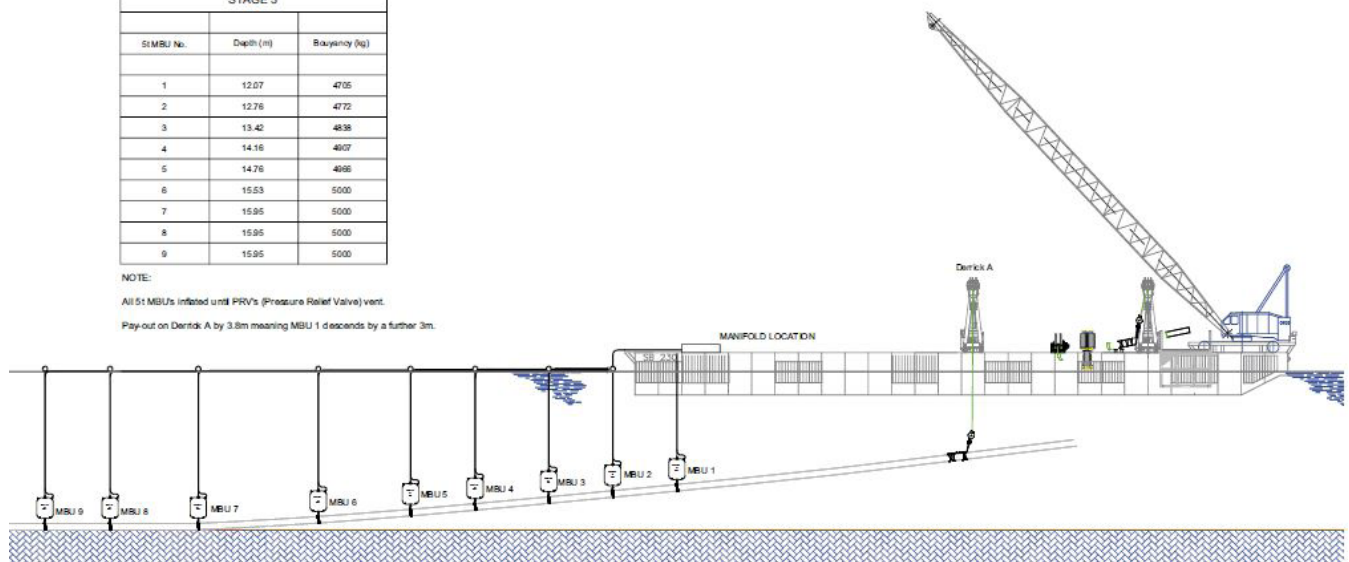 STAGE 3
5t MBU No. Depth (m) Bouyancy (kg)
1 12.07 4705
2 12.76 4772
3 13.42 4838
4 14.16 4907
5 14.76 4966
6 15.53 5000
7 15.95 5000
8 15.95 5000
9 15.95 5000
NOTE:
All 5t MBU's inflated until PRV's (Pressure Relief Valve) vent.
Pay-out on Derrick A by 3.8m meaning MBU 1 descends by a further 3m.
Derrick A
MANIFOLD LOCATION
SB 230
MBU 9
MBU 8
MBU 7
MBU 6
MBU 5
MBU 4
MBU 3
MBU 2
MBU 1